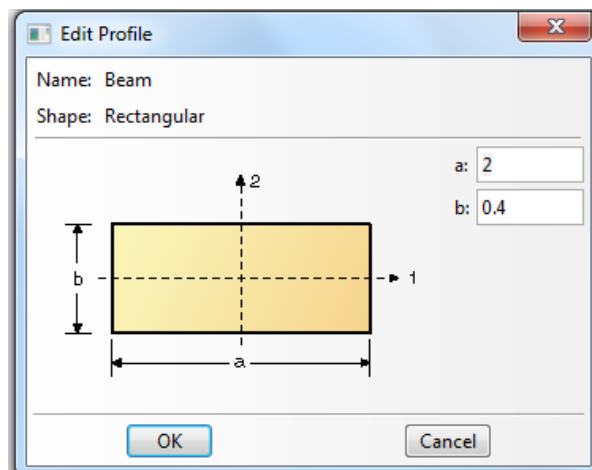 Edit Profile
Name: Beam
Shape: Rectangular
a: 2
b: 0.4
2
b
1
a
OK
Cancel